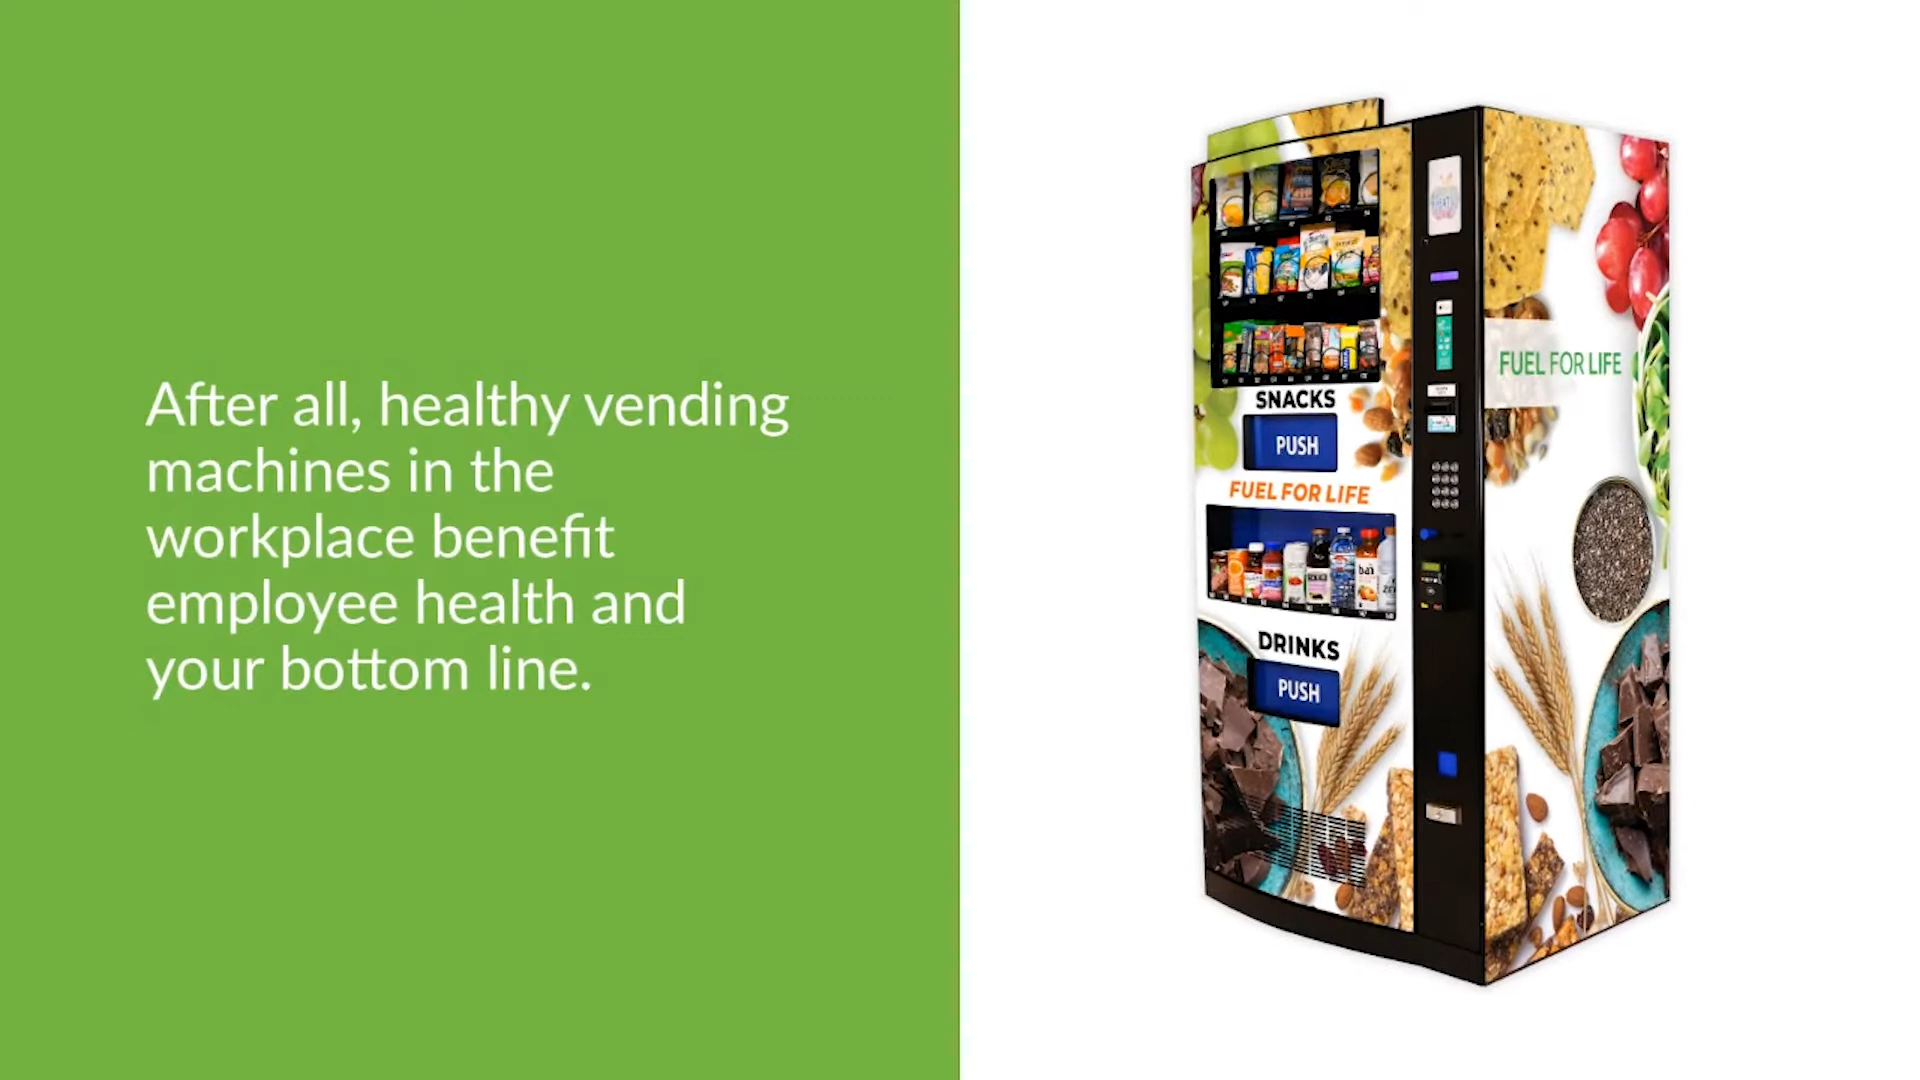 After all, healthy vending
machines in the
workplace benefit
employee health and
your bottom line.
SNACKS
PUSH
FUEL FOR LIFE
DRINKS
PUSH
FUEL FOR LIFE
bai